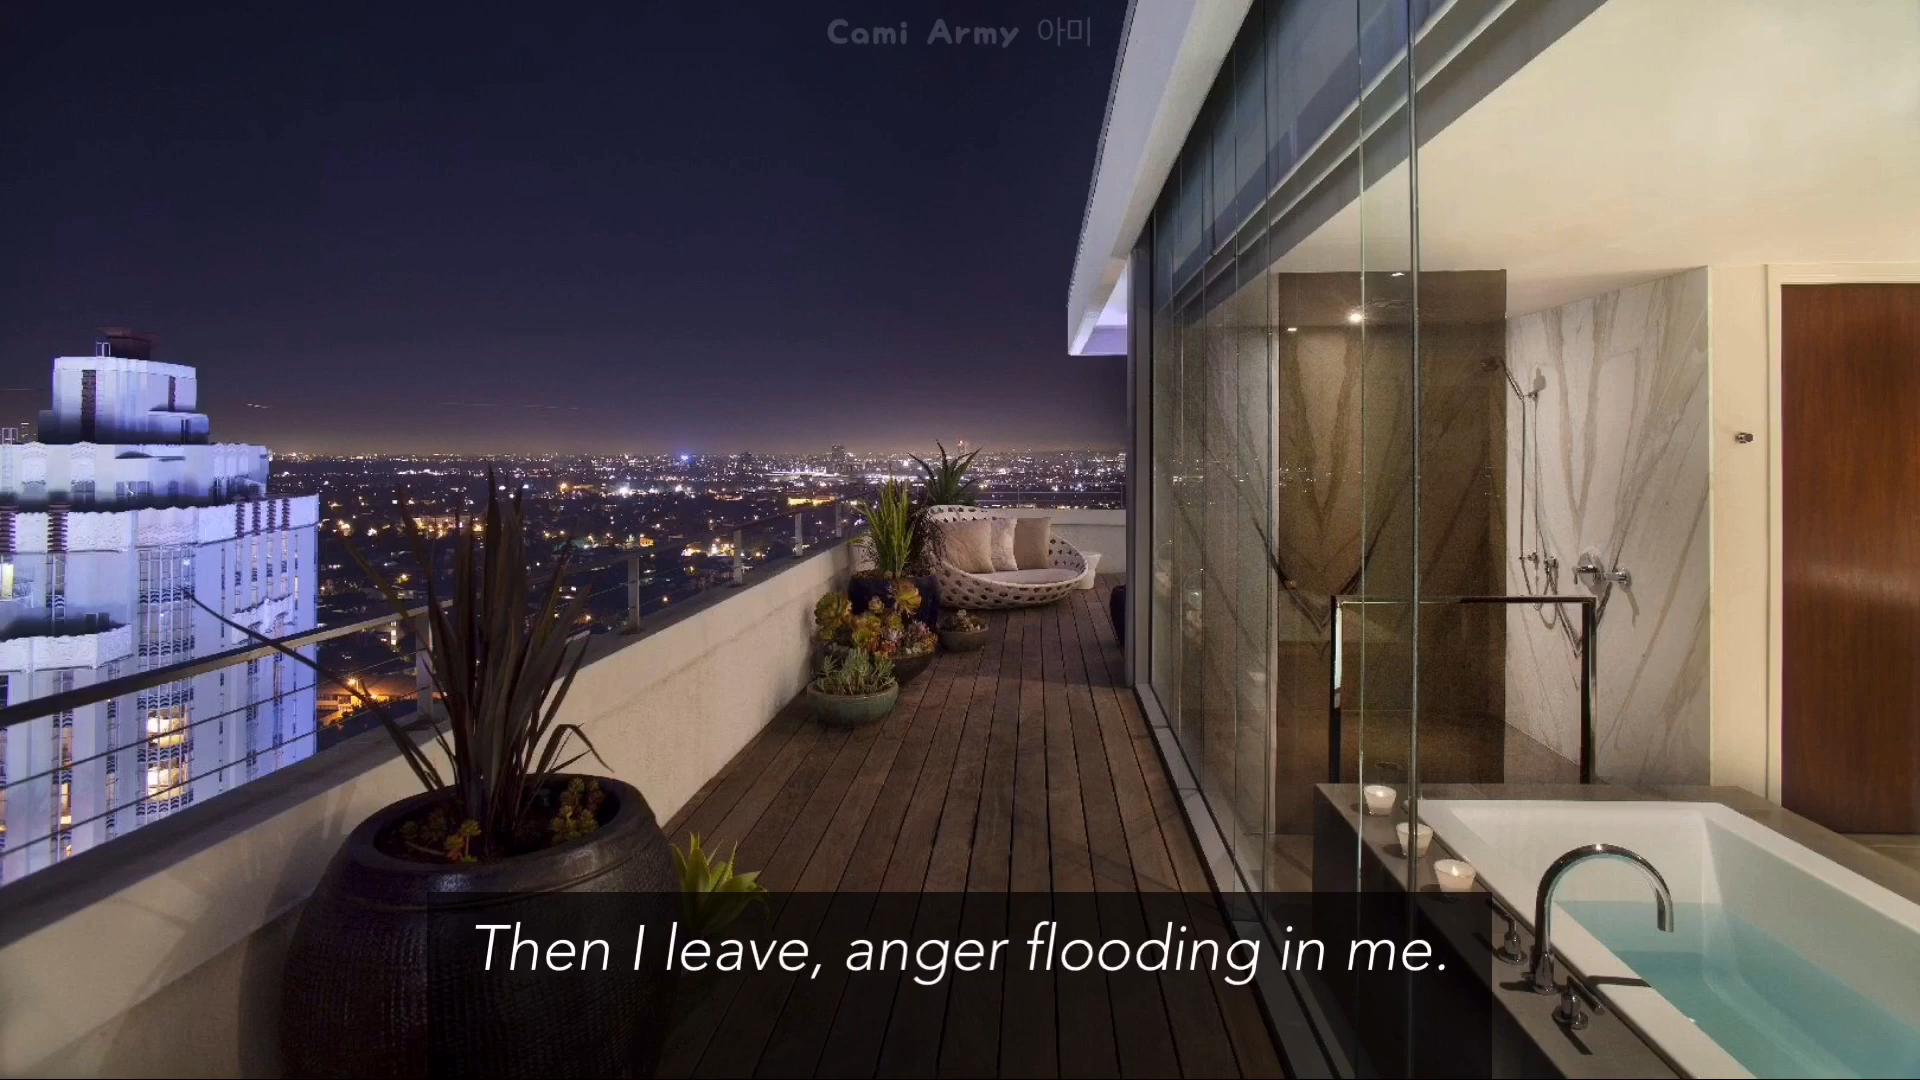 Cami Army 아미
Then I leave, anger flooding in me.